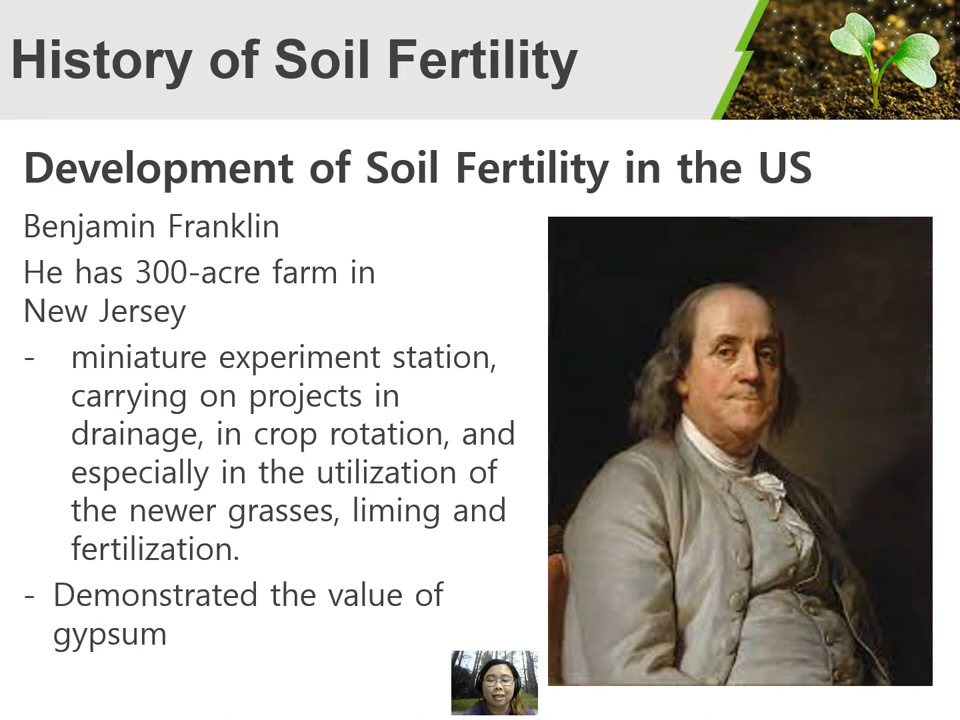 History of Soil Fertility
Development of Soil Fertility in the US
Benjamin Franklin
He has 300-acre farm in
New Jersey
- miniature experiment station,
carrying on projects in
drainage, in crop rotation, and
especially in the utilization of
the newer grasses, liming and
fertilization.
- Demonstrated the value of
gypsum